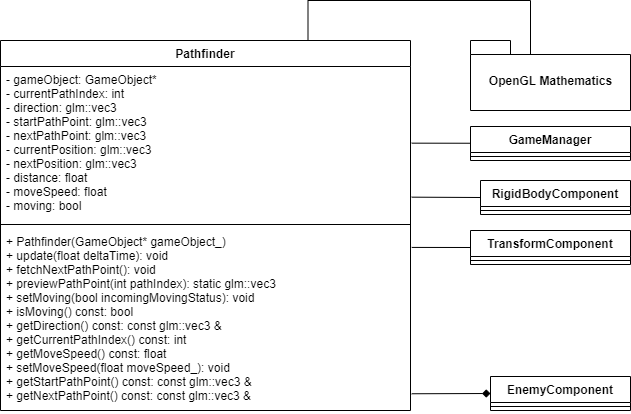 Pathfinder
- gameObject: GameObject*
- currentPathIndex: int
- direction: glm::vec3
- startPathPoint: glm::vec3
- nextPathPoint: glm::vec3
- currentPosition: glm::vec3
- nextPosition: glm::vec3
- distance: float
- moveSpeed: float
- moving: bool
+ Pathfinder(GameObject* gameObject_)
+ update(float deltaTime): void
+ fetchNextPathPoint(): void
+ previewPathPoint(int pathIndex): static glm::vec3
+ setMoving(bool incomingMovingStatus): void
+ isMoving() const: bool
+ getDirection() const: const glm::vec3 &
+ getCurrentPathIndex() const: int
+ getMoveSpeed() const: float
+ setMoveSpeed(float moveSpeed_): void
+ getStartPathPoint() const: const glm::vec3 &
+ getNextPathPoint() const: const glm::vec3 &
OpenGL Mathematics
GameManager
RigidBodyComponent
TransformComponent
EnemyComponent